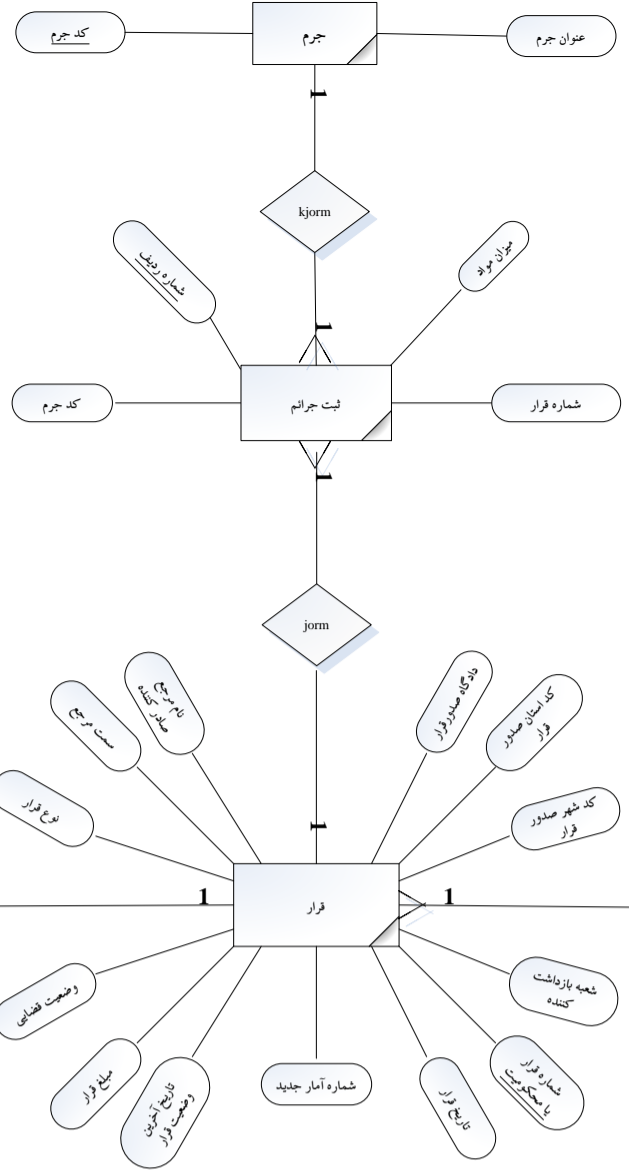 کد جرم
جرم
عنوان جرم
1
kjorm
شماره ردیف
میزان مواد
1
کد جرم
ثبت جرائم
شماره قرار
1
jorm
نام مرجع
صادر کننده
دادگاه صدور قرار
سمت مرجع
کد استان صدور
قرار
نوع قرار
کد شهر صدور
قرار
1
1
قرار
1
وضعیت قضایی
شعبه بازداشت
کننده
مبلغ قرار
تاریخ آخرین
وضعیت قرار
شماره آمار جدید
تاریخ قرار
شماره قرار
یا محکومیت